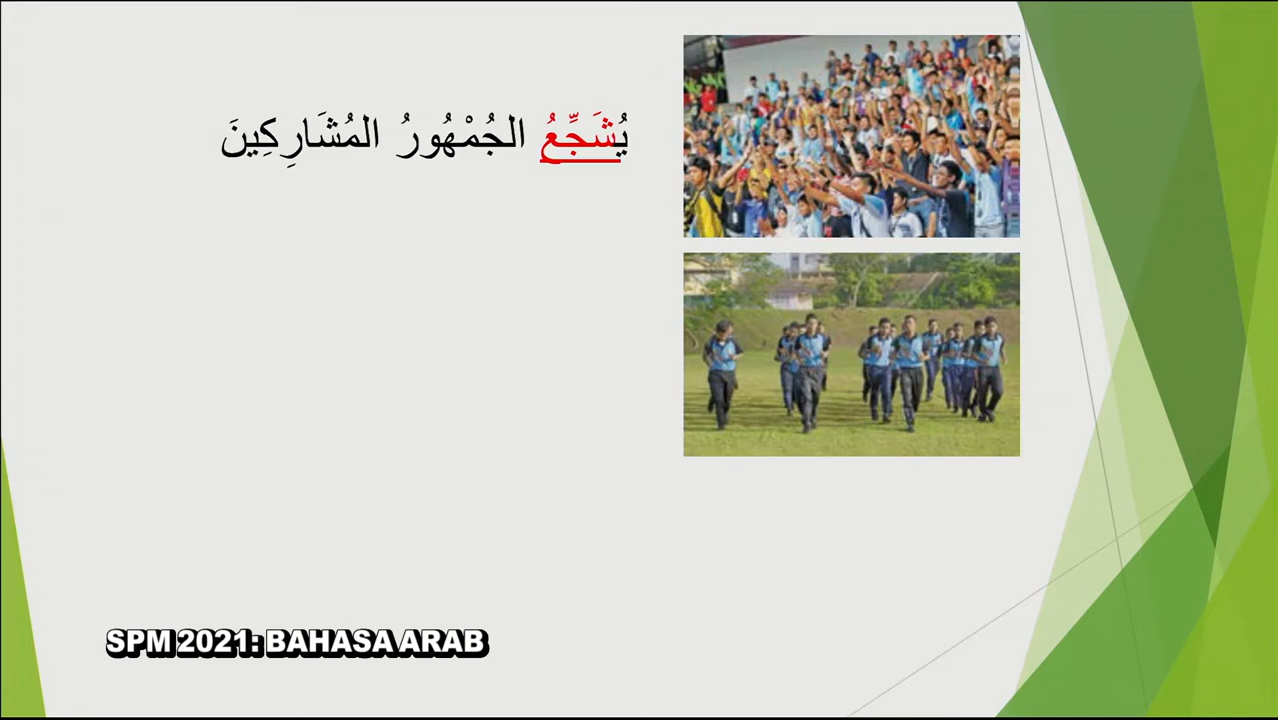 يُشَجِّعُ الجُمْهُورُ المُشَارِكِينَ
SPM 2021: BAHASA ARAB